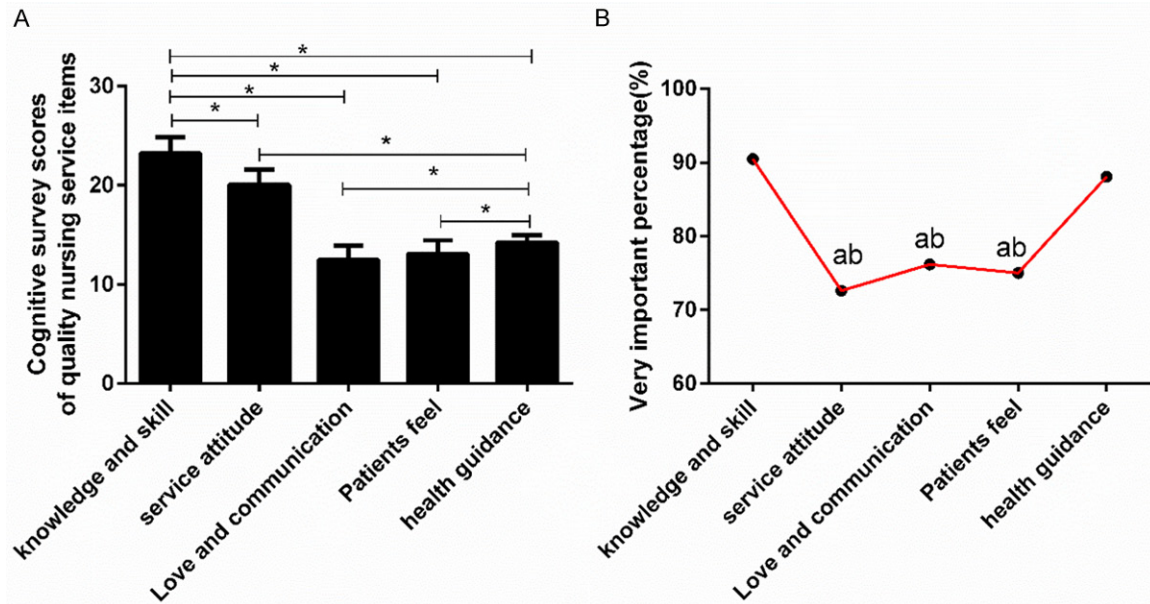 A
Cognitive survey scores
of quality nursing service items
30
20
10
0
*
*
*
*
*
*
*
knowledge and skill
service attitude
Love and communication
Patients feel
health guidance
B
Very important percentage(%)
100
90
80
70
60
ab
ab
ab
knowledge and skill
service attitude
Love and communication
Patients feel
health guidance